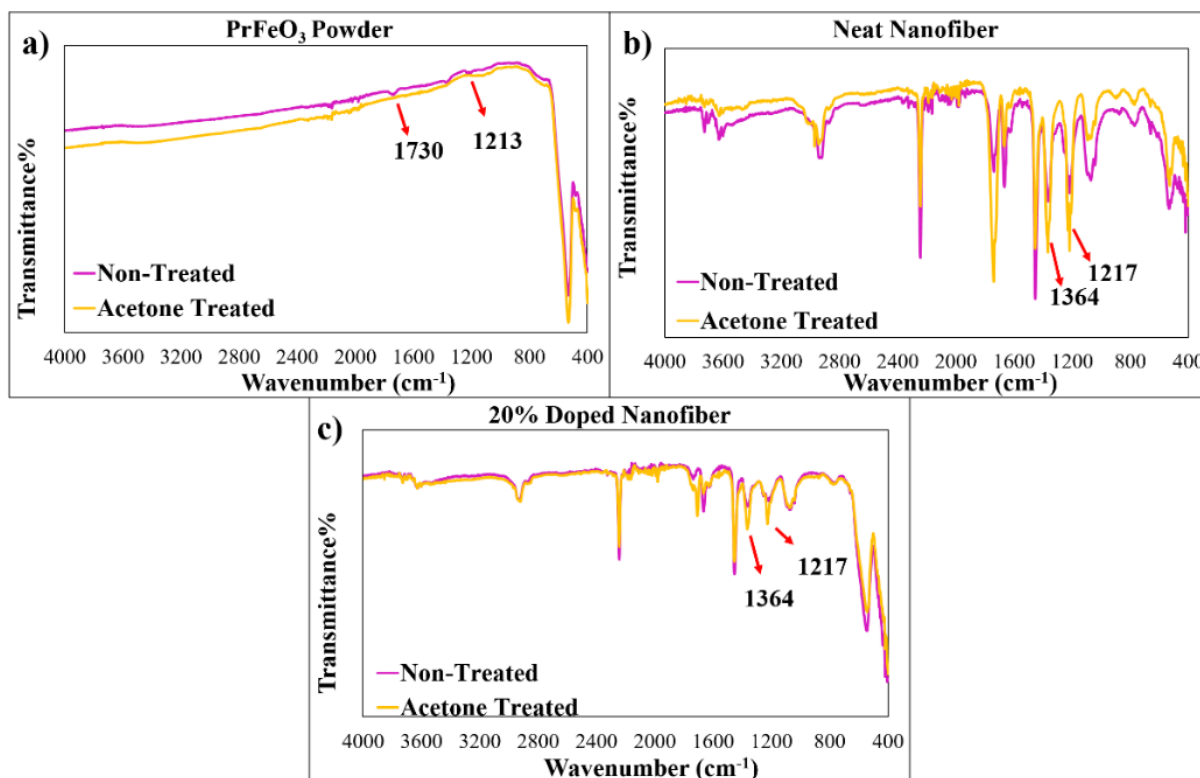 a)
PrFeO₃ Powder
Transmittance%
1730
1213
Non-Treated
Acetone Treated
4000 3600 3200 2800 2400 2000 1600 1200 800 400
Wavenumber (cm⁻¹)
b)
Neat Nanofiber
Transmittance%
1217
1364
Non-Treated
Acetone Treated
4000 3600 3200 2800 2400 2000 1600 1200 800 400
Wavenumber (cm⁻¹)
c)
20% Doped Nanofiber
Transmittance%
1217
1364
Non-Treated
Acetone Treated
4000 3600 3200 2800 2400 2000 1600 1200 800 400
Wavenumber (cm⁻¹)